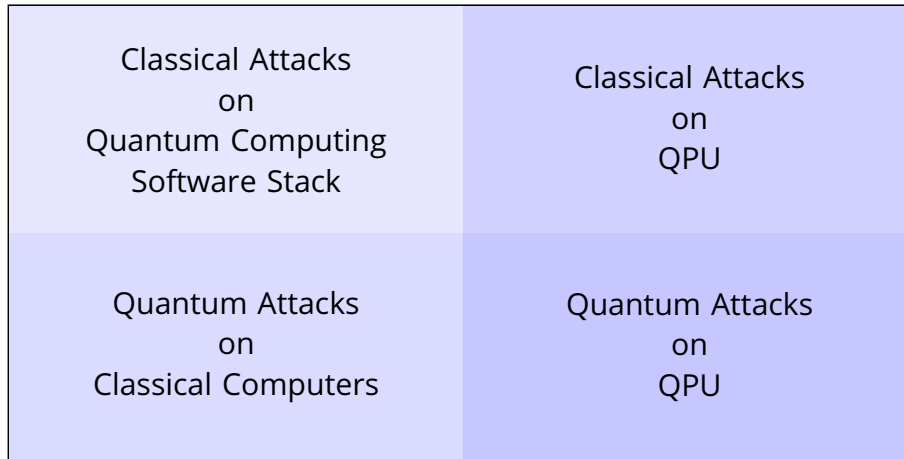 Classical Attacks
on
Quantum Computing
Software Stack
Classical Attacks
on
QPU
Quantum Attacks
on
Classical Computers
Quantum Attacks
on
QPU